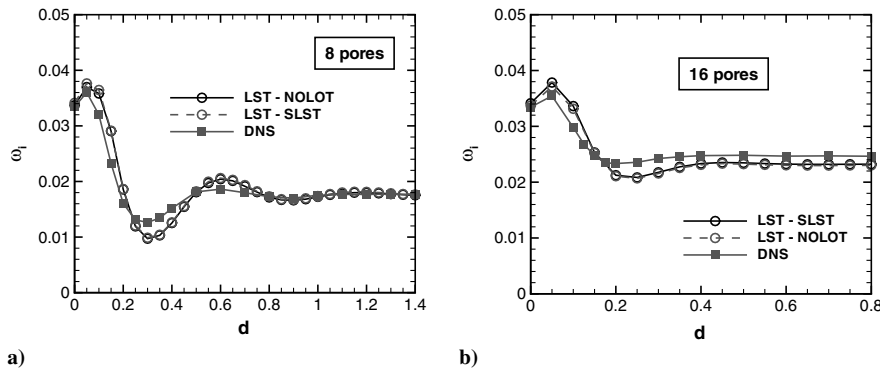 0.05
0.04
0.03
0.02
0.01
0
ωi
8 pores
LST - NOLOT
LST - SLST
DNS
0 0.2 0.4 0.6 0.8 1 1.2 1.4
d
a)
0.05
0.04
0.03
0.02
0.01
0
ωi
16 pores
LST - SLST
LST - NOLOT
DNS
0 0.2 0.4 0.6 0.8
d
b)